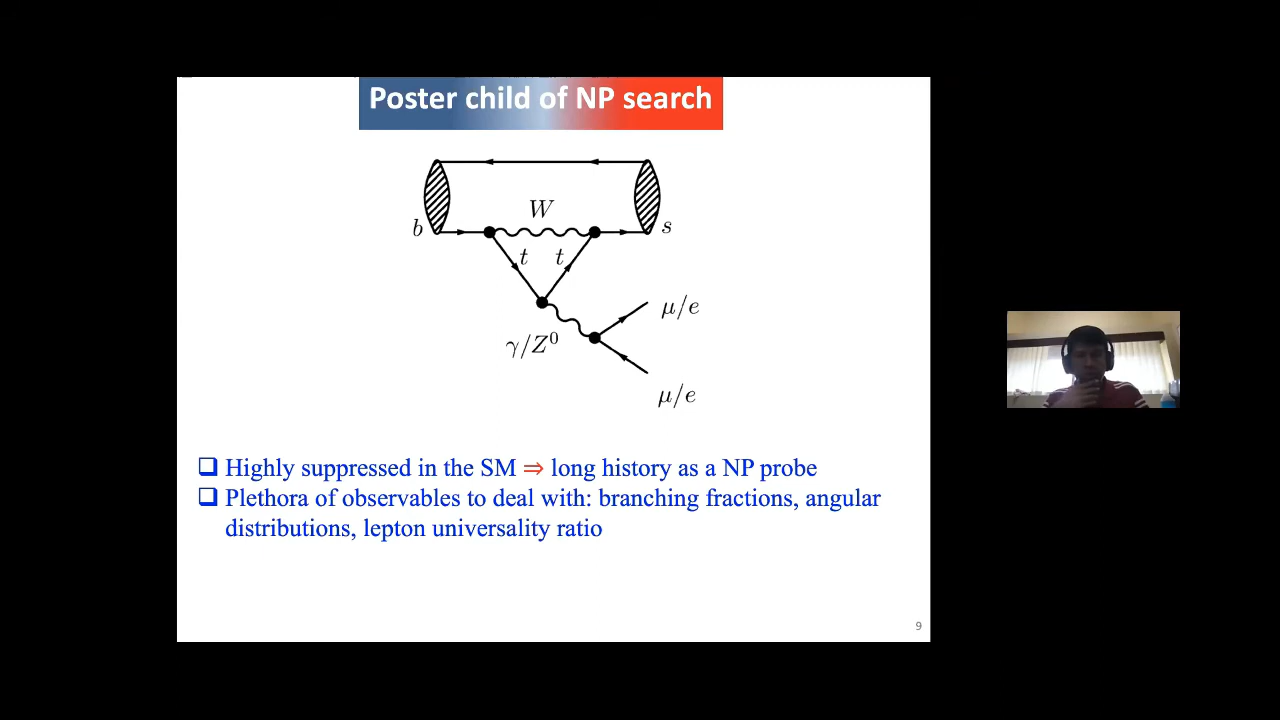 Poster child of NP search
W
b
s
t
t
μ/e
γ/Z⁰
μ/e
❑ Highly suppressed in the SM ⇒ long history as a NP probe
❑ Plethora of observables to deal with: branching fractions, angular
distributions, lepton universality ratio
9